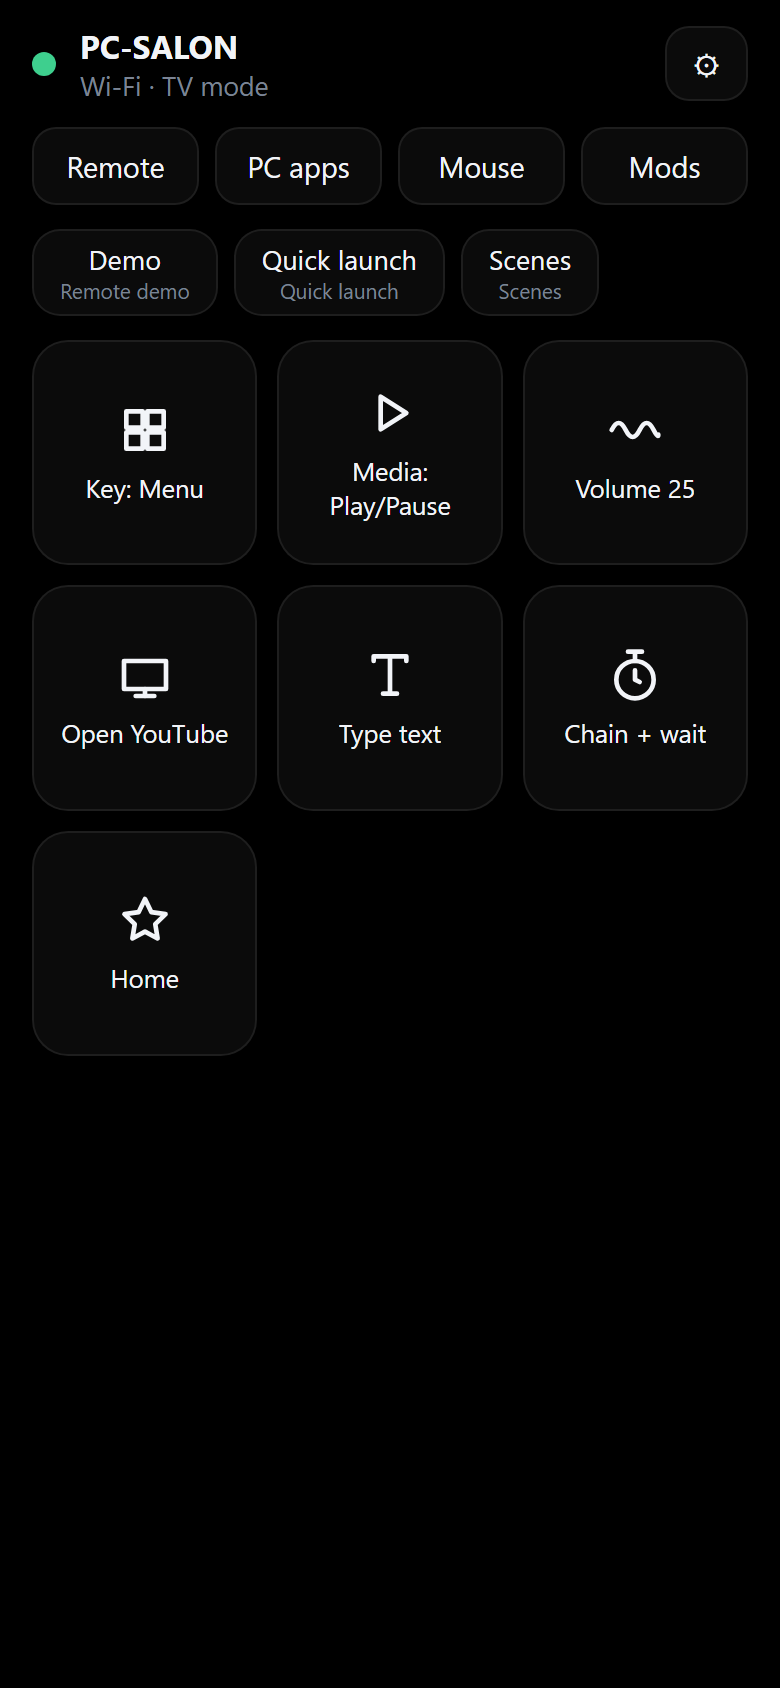 PC-SALON
Wi-Fi · TV mode
Remote
PC apps
Mouse
Mods
Demo
Remote demo
Quick launch
Quick launch
Scenes
Scenes
Key: Menu
Media:
Play/Pause
Volume 25
Open YouTube
Type text
Chain + wait
Home